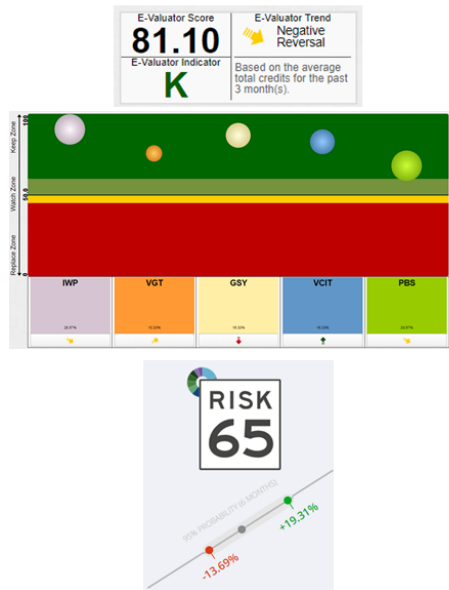 E-Valuator Score
81.10
E-Valuator Indicator
K
E-Valuator Trend
Negative
Reversal
Based on the average
total credits for the past
3 month(s).
100
Keep Zone
Watch Zone
50.0
Replace Zone
0
IWP
VGT
GSY
VCIT
PBS
RISK
65
95% PROBABILITY (6 MONTHS)
-13.69%
+19.31%